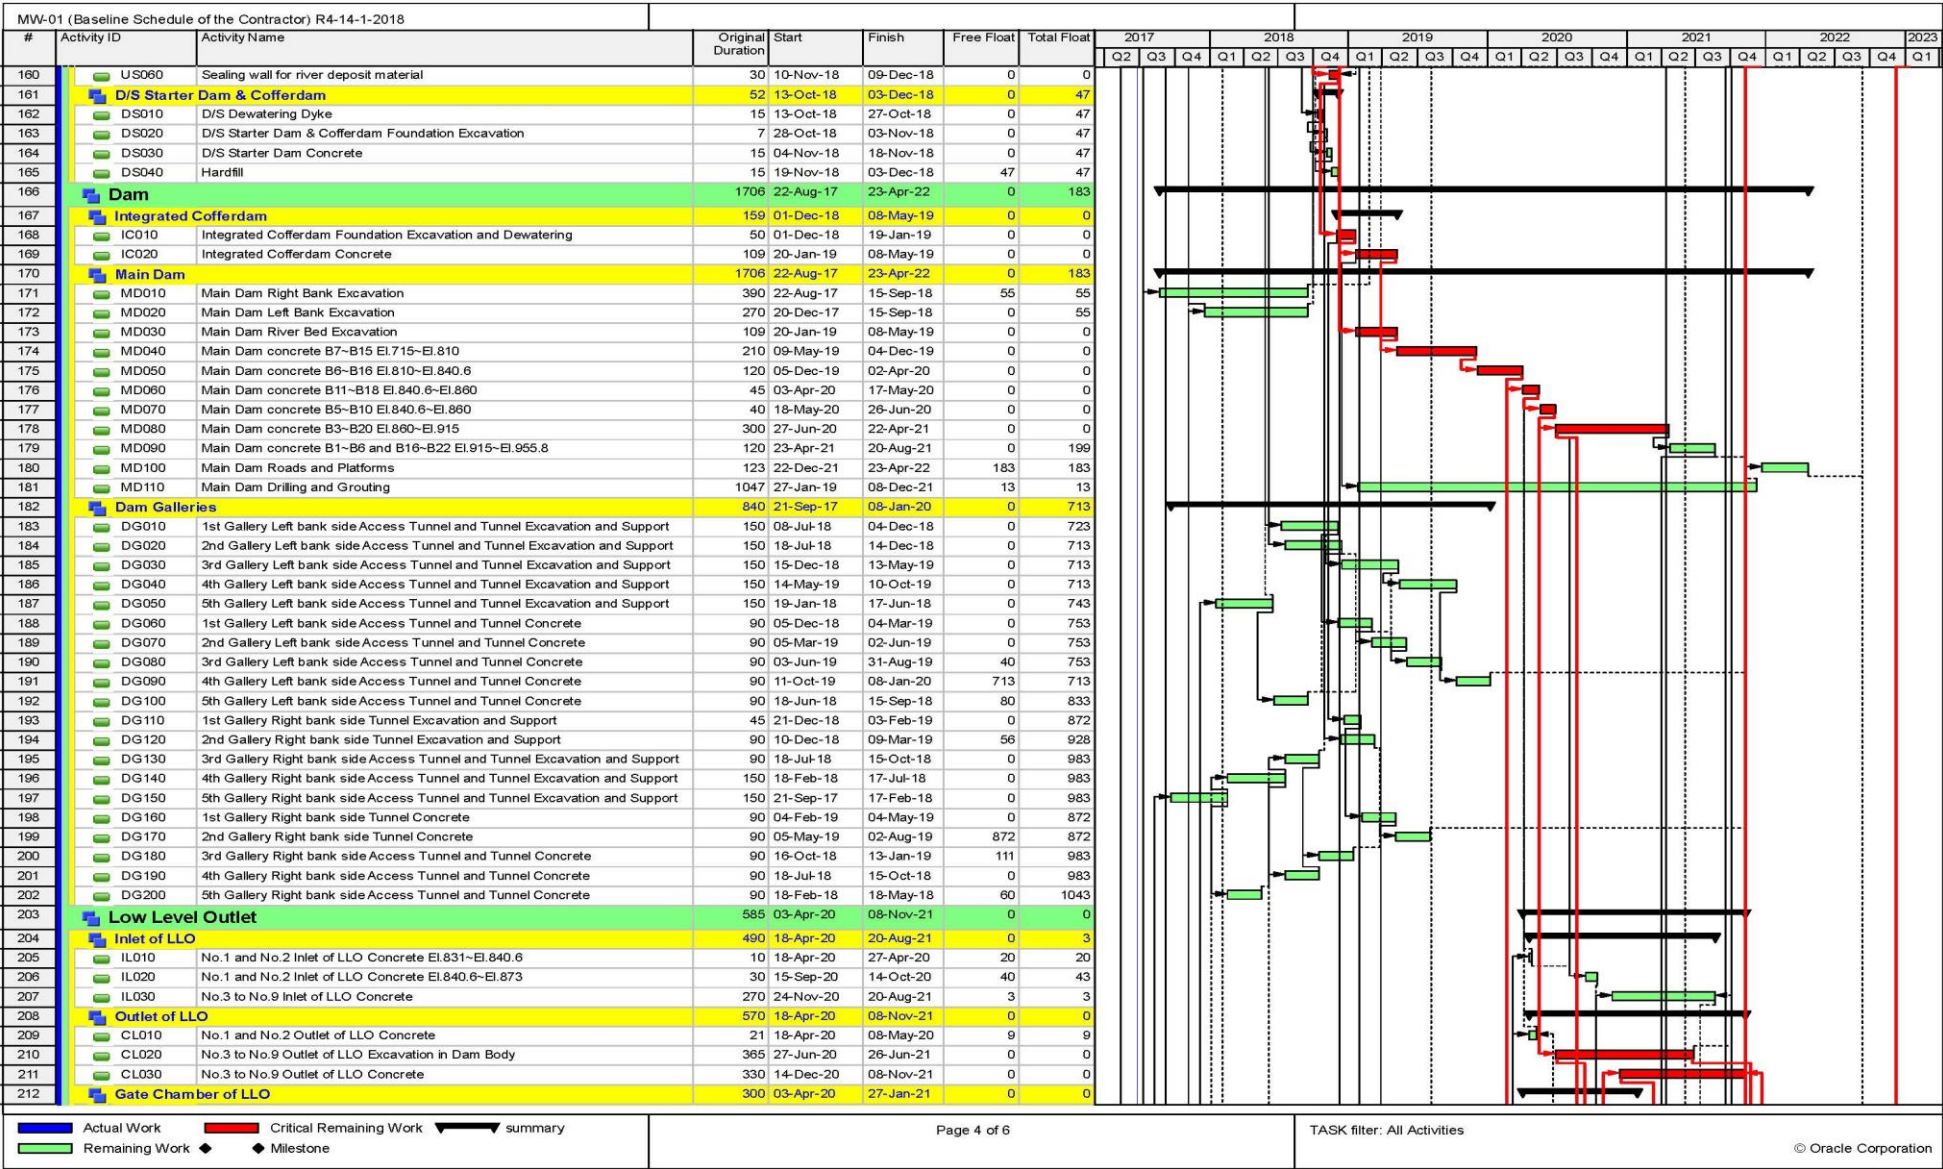 MW-01 (Baseline Schedule of the Contractor) R4-14-1-2018
# Activity ID Activity Name Original Duration Start Finish Free Float Total Float 2017 2018 2019 2020 2021 2022 2023
Q2 Q3 Q4 Q1 Q2 Q3 Q4 Q1 Q2 Q3 Q4 Q1 Q2 Q3 Q4 Q1 Q2 Q3 Q4 Q1 Q2 Q3 Q4 Q1
160 US060 Sealing wall for river deposit material 30 10-Nov-18 09-Dec-18 0 0
161 D/S Starter Dam & Cofferdam 52 13-Oct-18 03-Dec-18 0 47
162 DS010 D/S Dewatering Dyke 15 13-Oct-18 27-Oct-18 0 47
163 DS020 D/S Starter Dam & Cofferdam Foundation Excavation 7 28-Oct-18 03-Nov-18 0 47
164 DS030 D/S Starter Dam Concrete 15 04-Nov-18 18-Nov-18 0 47
165 DS040 Hardfill 15 19-Nov-18 03-Dec-18 47 47
166 Dam 1706 22-Aug-17 23-Apr-22 0 183
167 Integrated Cofferdam 159 01-Dec-18 08-May-19 0 0
168 IC010 Integrated Cofferdam Foundation Excavation and Dewatering 50 01-Dec-18 19-Jan-19 0 0
169 IC020 Integrated Cofferdam Concrete 109 20-Jan-19 08-May-19 0 0
170 Main Dam 1706 22-Aug-17 23-Apr-22 0 183
171 MD010 Main Dam Right Bank Excavation 390 22-Aug-17 15-Sep-18 55 55
172 MD020 Main Dam Left Bank Excavation 270 20-Dec-17 15-Sep-18 0 55
173 MD030 Main Dam River Bed Excavation 109 20-Jan-19 08-May-19 0 0
174 MD040 Main Dam concrete B7~B15 El.715~El.810 210 09-May-19 04-Dec-19 0 0
175 MD050 Main Dam concrete B6~B16 El.810~El.840.6 120 05-Dec-19 02-Apr-20 0 0
176 MD060 Main Dam concrete B11~B18 El.840.6~El.860 45 03-Apr-20 17-May-20 0 0
177 MD070 Main Dam concrete B5~B10 El.840.6~El.860 40 18-May-20 26-Jun-20 0 0
178 MD080 Main Dam concrete B3~B20 El.860~El.915 300 27-Jun-20 22-Apr-21 0 0
179 MD090 Main Dam concrete B1~B6 and B16~B22 El.915~El.955.8 120 23-Apr-21 20-Aug-21 0 199
180 MD100 Main Dam Roads and Platforms 123 22-Dec-21 23-Apr-22 183 183
181 MD110 Main Dam Drilling and Grouting 1047 27-Jan-19 08-Dec-21 13 13
182 Dam Galleries 840 21-Sep-17 08-Jan-20 0 713
183 DG010 1st Gallery Left bank side Access Tunnel and Tunnel Excavation and Support 150 08-Jul-18 04-Dec-18 0 723
184 DG020 2nd Gallery Left bank side Access Tunnel and Tunnel Excavation and Support 150 18-Jul-18 14-Dec-18 0 713
185 DG030 3rd Gallery Left bank side Access Tunnel and Tunnel Excavation and Support 150 15-Dec-18 13-May-19 0 713
186 DG040 4th Gallery Left bank side Access Tunnel and Tunnel Excavation and Support 150 14-May-19 10-Oct-19 0 713
187 DG050 5th Gallery Left bank side Access Tunnel and Tunnel Excavation and Support 150 19-Jan-18 17-Jun-18 0 743
188 DG060 1st Gallery Left bank side Access Tunnel and Tunnel Concrete 90 05-Dec-18 04-Mar-19 0 753
189 DG070 2nd Gallery Left bank side Access Tunnel and Tunnel Concrete 90 05-Mar-19 02-Jun-19 0 753
190 DG080 3rd Gallery Left bank side Access Tunnel and Tunnel Concrete 90 03-Jun-19 31-Aug-19 40 753
191 DG090 4th Gallery Left bank side Access Tunnel and Tunnel Concrete 90 11-Oct-19 08-Jan-20 713 713
192 DG100 5th Gallery Left bank side Access Tunnel and Tunnel Concrete 90 18-Jun-18 15-Sep-18 80 833
193 DG110 1st Gallery Right bank side Tunnel Excavation and Support 45 21-Dec-18 03-Feb-19 0 872
194 DG120 2nd Gallery Right bank side Tunnel Excavation and Support 90 10-Dec-18 09-Mar-19 56 928
195 DG130 3rd Gallery Right bank side Access Tunnel and Tunnel Excavation and Support 90 18-Jul-18 15-Oct-18 0 983
196 DG140 4th Gallery Right bank side Access Tunnel and Tunnel Excavation and Support 150 18-Feb-18 17-Jul-18 0 983
197 DG150 5th Gallery Right bank side Access Tunnel and Tunnel Excavation and Support 150 21-Sep-17 17-Feb-18 0 983
198 DG160 1st Gallery Right bank side Tunnel Concrete 90 04-Feb-19 04-May-19 0 872
199 DG170 2nd Gallery Right bank side Tunnel Concrete 90 05-May-19 02-Aug-19 872 872
200 DG180 3rd Gallery Right bank side Access Tunnel and Tunnel Concrete 90 16-Oct-18 13-Jan-19 111 983
201 DG190 4th Gallery Right bank side Access Tunnel and Tunnel Concrete 90 18-Jul-18 15-Oct-18 0 983
202 DG200 5th Gallery Right bank side Access Tunnel and Tunnel Concrete 90 18-Feb-18 18-May-18 60 1043
203 Low Level Outlet 585 03-Apr-20 08-Nov-21 0 0
204 Inlet of LLO 490 18-Apr-20 20-Aug-21 0 3
205 IL010 No.1 and No.2 Inlet of LLO Concrete El.831~El.840.6 10 18-Apr-20 27-Apr-20 20 20
206 IL020 No.1 and No.2 Inlet of LLO Concrete El.840.6~El.873 30 15-Sep-20 14-Oct-20 40 43
207 IL030 No.3 to No.9 Inlet of LLO Concrete 270 24-Nov-20 20-Aug-21 3 3
208 Outlet of LLO 570 18-Apr-20 08-Nov-21 0 0
209 CL010 No.1 and No.2 Outlet of LLO Concrete 21 18-Apr-20 08-May-20 9 9
210 CL020 No.3 to No.9 Outlet of LLO Excavation in Dam Body 365 27-Jun-20 26-Jun-21 0 0
211 CL030 No.3 to No.9 Outlet of LLO Concrete 330 14-Dec-20 08-Nov-21 0 0
212 Gate Chamber of LLO 300 03-Apr-20 27-Jan-21 0 0
Actual Work Critical Remaining Work summary Page 4 of 6 TASK filter: All Activities
Remaining Work Milestone © Oracle Corporation